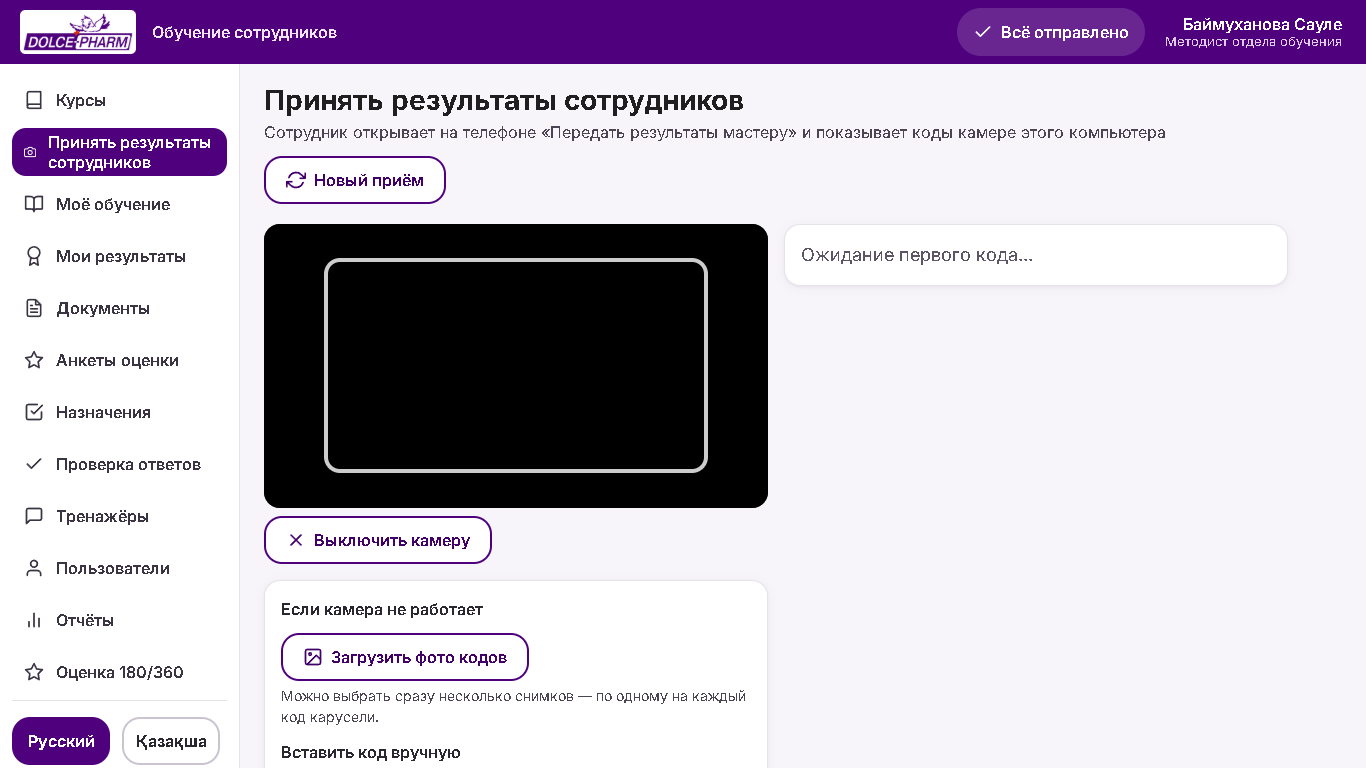 DOLCE-PHARM
Обучение сотрудников
Всё отправлено
Баймуханова Сауле
Методист отдела обучения
Курсы
Принять результаты
сотрудников
Моё обучение
Мои результаты
Документы
Анкеты оценки
Назначения
Проверка ответов
Тренажёры
Пользователи
Отчёты
Оценка 180/360
Русский
Қазақша
Принять результаты сотрудников
Сотрудник открывает на телефоне «Передать результаты мастеру» и показывает коды камере этого компьютера
Новый приём
Ожидание первого кода...
Выключить камеру
Если камера не работает
Загрузить фото кодов
Можно выбрать сразу несколько снимков — по одному на каждый
код карусели.
Вставить код вручную